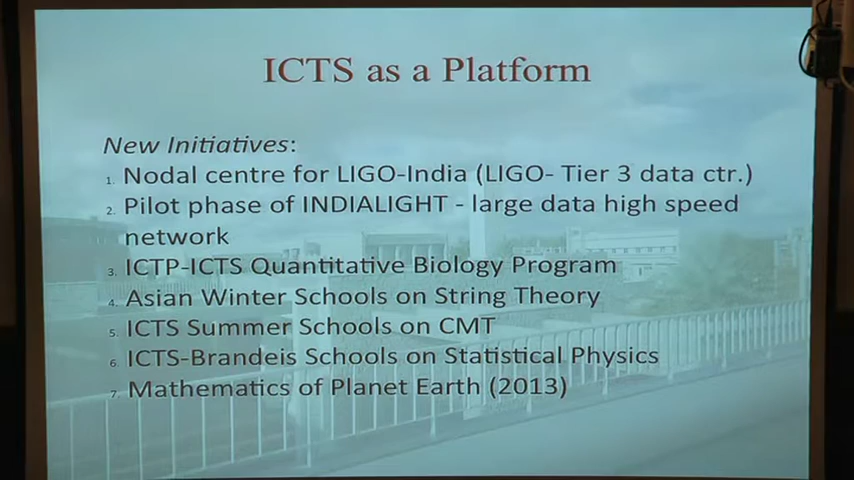 ICTS as a Platform
New Initiatives:
1. Nodal centre for LIGO-India (LIGO- Tier 3 data ctr.)
2. Pilot phase of INDIALIGHT - large data high speed
network
3. ICTP-ICTS Quantitative Biology Program
4. Asian Winter Schools on String Theory
5. ICTS Summer Schools on CMT
6. ICTS-Brandeis Schools on Statistical Physics
7. Mathematics of Planet Earth (2013)